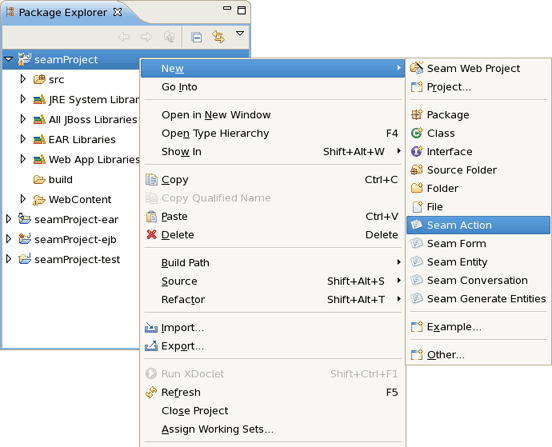 Package Explorer
seamProject
src
JRE System Librar
All JBoss Libraries
EAR Libraries
Web App Libraries
build
WebContent
seamProject-ear
seamProject-ejb
seamProject-test
New
Go Into
Open in New Window
Open Type Hierarchy F4
Show In Shift+Alt+W
Copy Ctrl+C
Copy Qualified Name
Paste Ctrl+V
Delete Delete
Build Path
Source Shift+Alt+S
Refactor Shift+Alt+T
Import...
Export...
Run XDoclet Shift+Ctrl+F1
Refresh F5
Close Project
Assign Working Sets...
Seam Web Project
Project...
Package
Class
Interface
Source Folder
Folder
File
Seam Action
Seam Form
Seam Entity
Seam Conversation
Seam Generate Entities
Example...
Other...